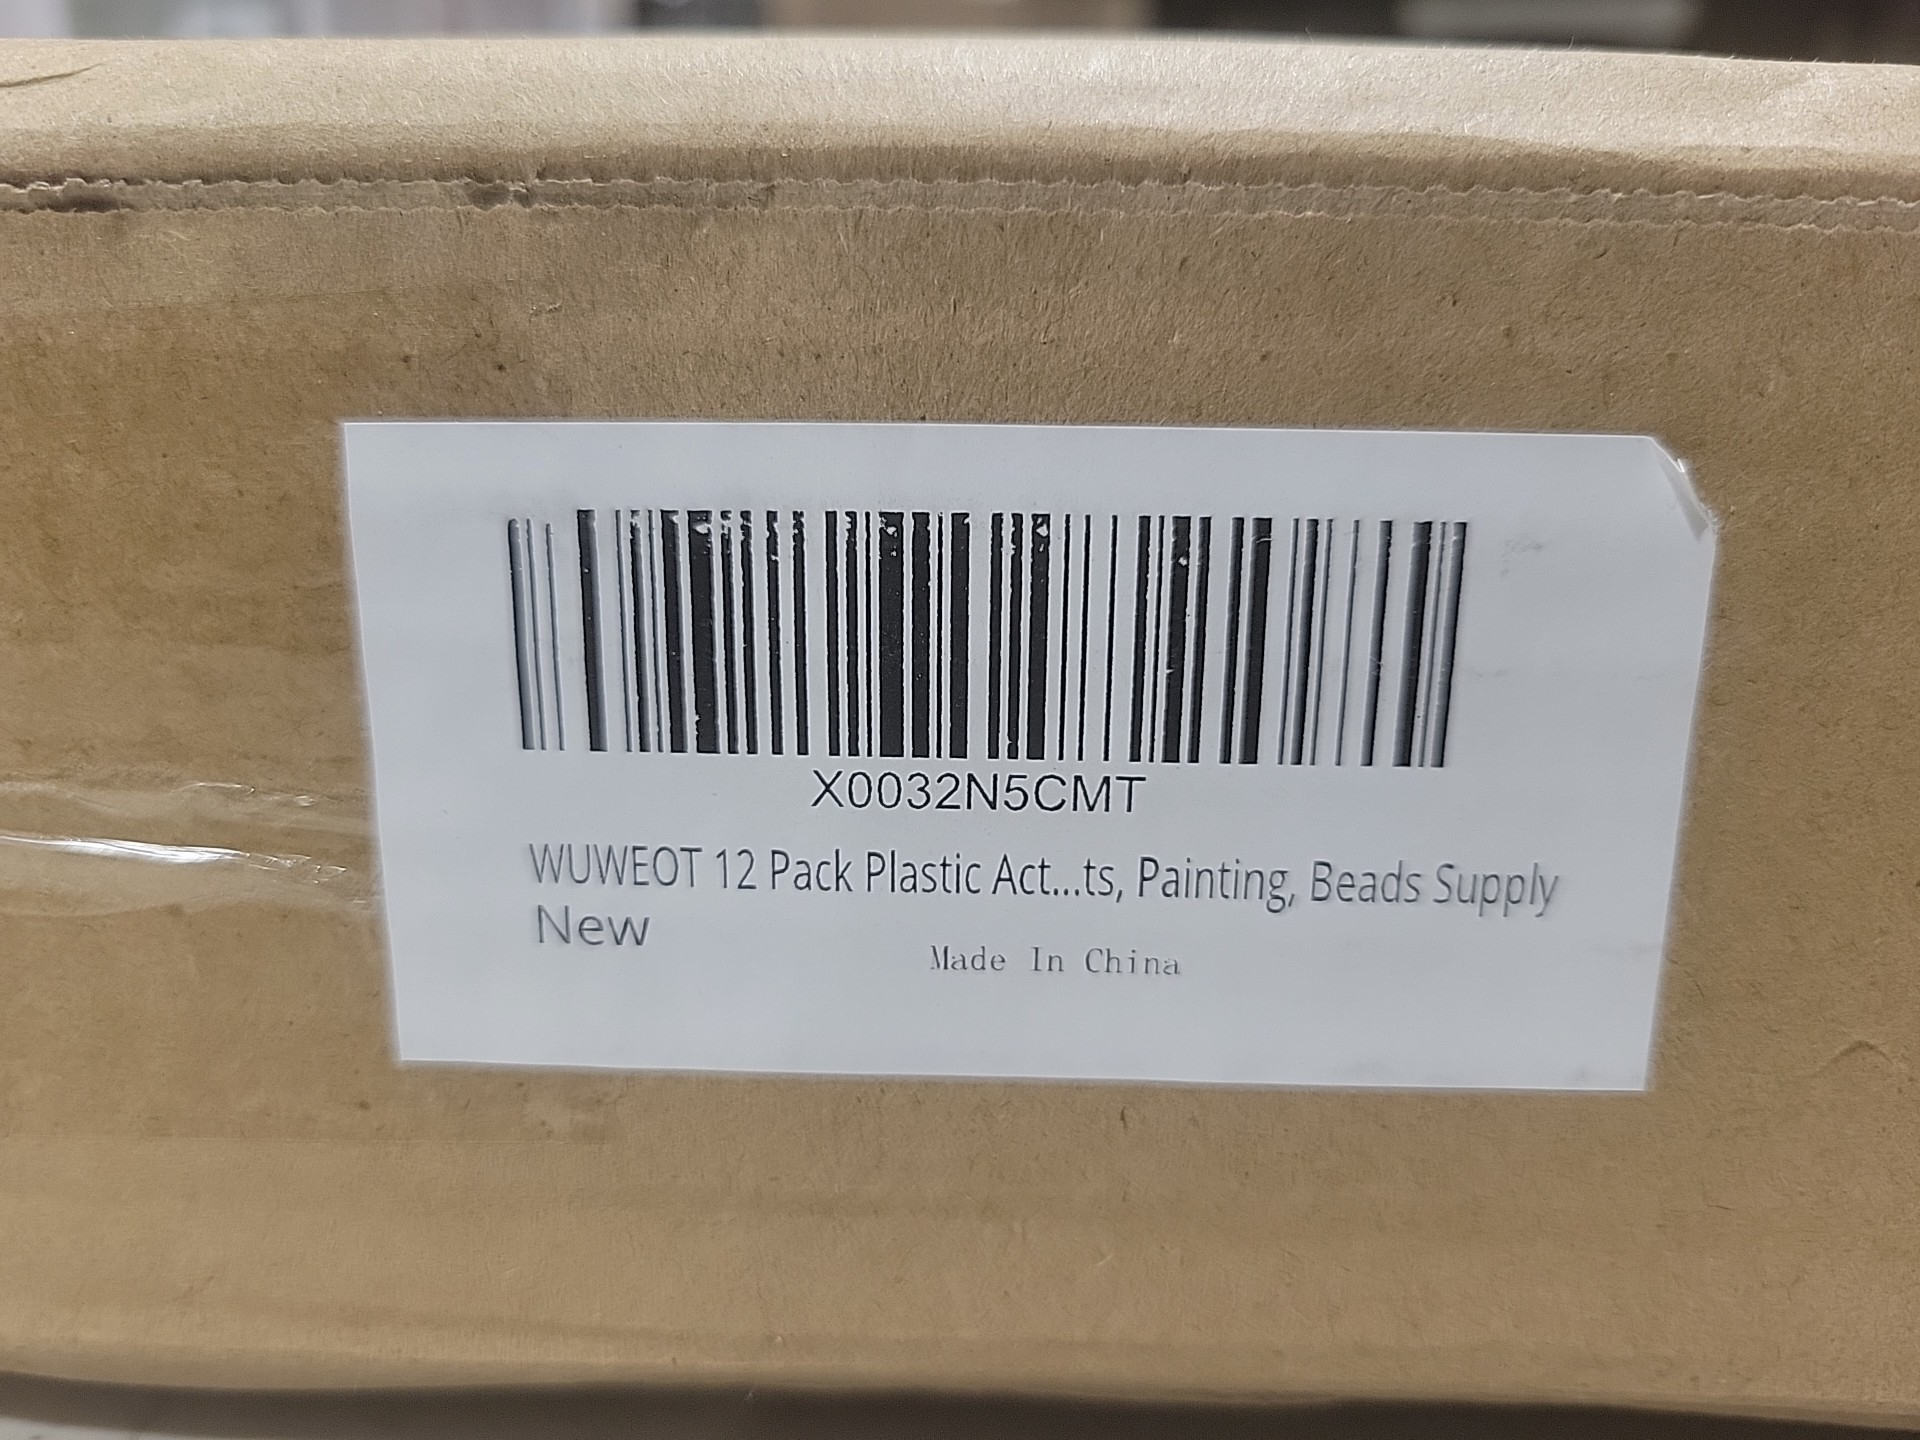 X0032N5CMT
WUWEOT 12 Pack Plastic Act...ts, Painting, Beads Supply
New
Made In China